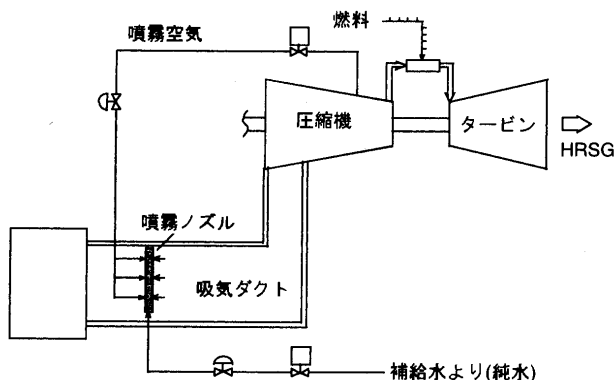 燃料
噴霧空気
圧縮機
タービン
HRSG
噴霧ノズル
吸気ダクト
補給水より(純水)